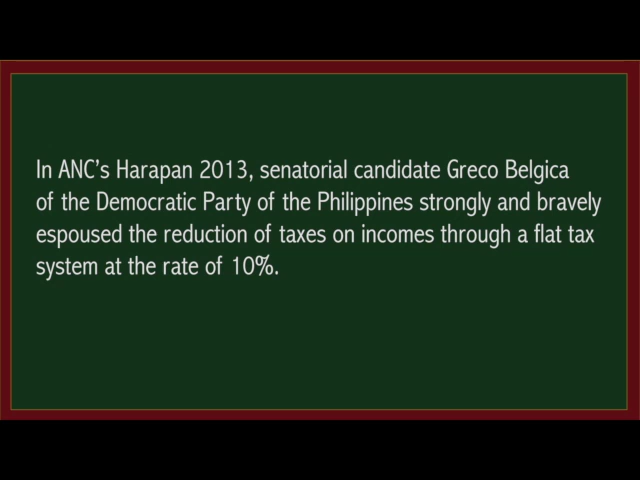 In ANC's Harapan 2013, senatorial candidate Greco Belgica
of the Democratic Party of the Philippines strongly and bravely
espoused the reduction of taxes on incomes through a flat tax
system at the rate of 10%.